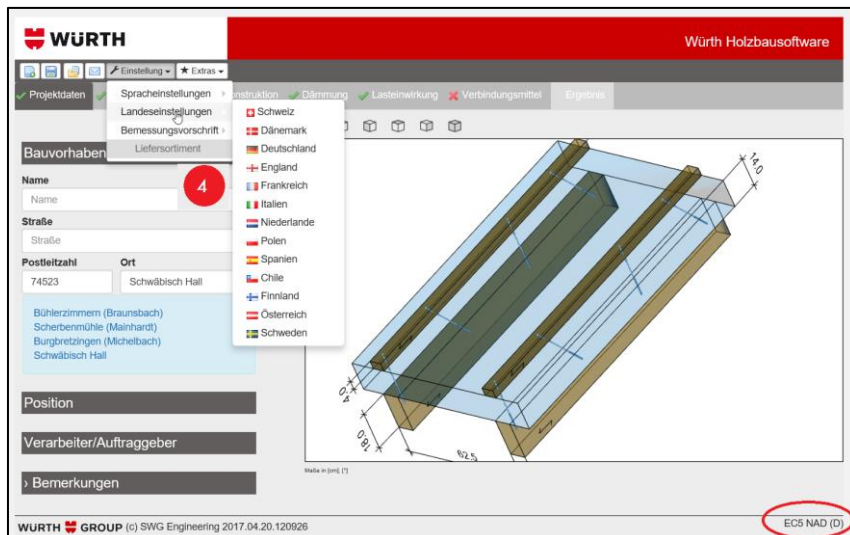 WÜRTH
Würth Holzbausoftware
Einstellung
Extras
Projektdaten
nstruktion
Dämmung
Lasteinwirkung
Verbindungsmittel
Ergebnis
Spracheinstellungen
Landeseinstellungen
Bemessungsvorschrift
Liefersortiment
Schweiz
Dänemark
Deutschland
England
Frankreich
Italien
Niederlande
Polen
Spanien
Chile
Finnland
Österreich
Schweden
4
Bauvorhaben
Name
Name
Straße
Straße
Postleitzahl Ort
74523 Schwäbisch Hall
Bühlerzimmern (Braunsbach)
Scherbenmühle (Mainhardt)
Burgbretzingen (Michelbach)
Schwäbisch Hall
Position
Verarbeiter/Auftraggeber
› Bemerkungen
14,0
4,0
18,0
62,5
Maße in [cm], [°]
WÜRTH GROUP (c) SWG Engineering 2017.04.20.120926
EC5 NAD (D)